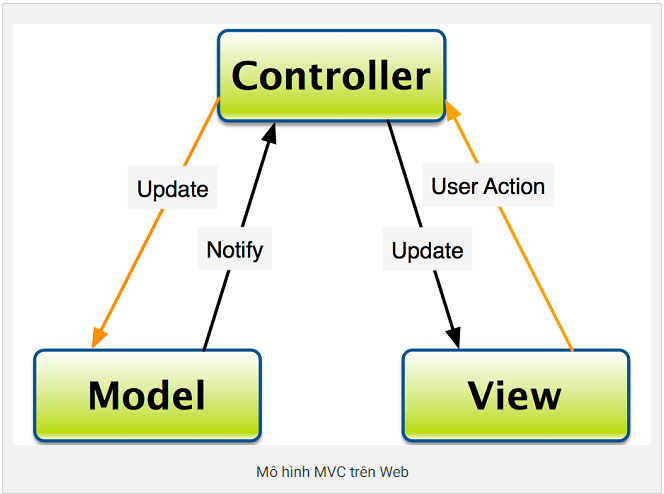 Controller
Update
User Action
Notify
Update
Model
View
Mô hình MVC trên Web